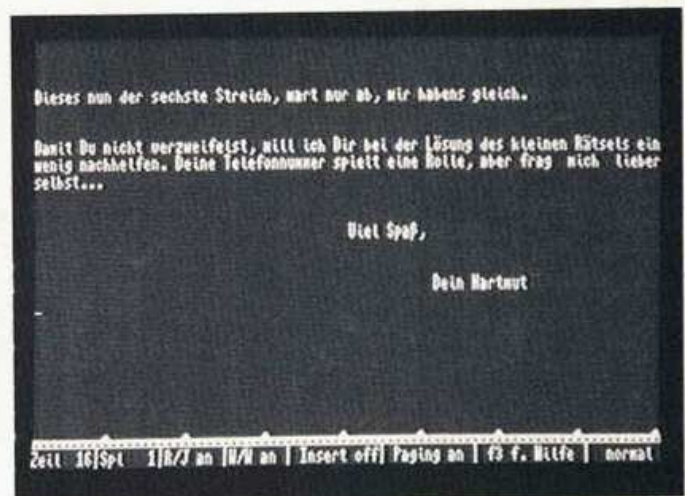 Dieses nun der sechste Streich, wart nur ab, wir habens gleich.
Damit Du nicht verzweifelst, will ich Dir bei der Lösung des kleinen Rätsels ein
wenig nachhelfen. Deine Telefonnummer spielt eine Rolle, aber frag mich lieber
selbst...
Viel Spaß,
Dein Hartmut
Zeil 16|Spl 1|R/J an |W/W an | Insert off| Paging an | f3 f. Hilfe | normal